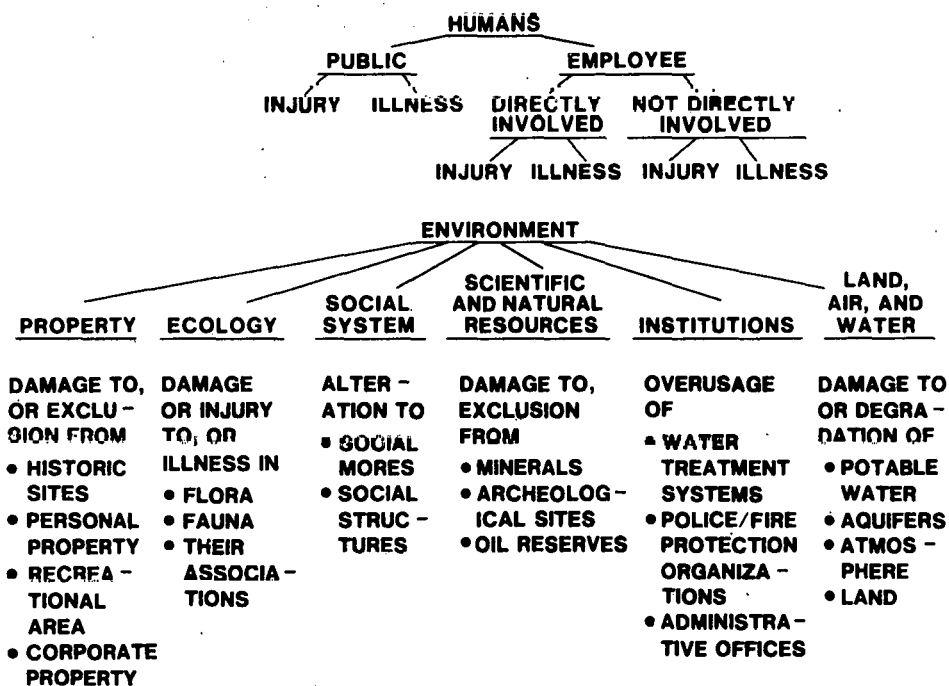 HUMANS
PUBLIC EMPLOYEE
INJURY ILLNESS DIRECTLY INVOLVED NOT DIRECTLY INVOLVED
INJURY ILLNESS INJURY ILLNESS
ENVIRONMENT
PROPERTY
DAMAGE TO,
OR EXCLU-
SION FROM
• HISTORIC
SITES
• PERSONAL
PROPERTY
• RECREA-
TIONAL
AREA
• CORPORATE
PROPERTY
ECOLOGY
DAMAGE
OR INJURY
TO, OR
ILLNESS IN
• FLORA
• FAUNA
• THEIR
ASSOCIA-
TIONS
SOCIAL
SYSTEM
ALTER-
ATION TO
• SOCIAL
MORES
• SOCIAL
STRUC-
TURES
SCIENTIFIC
AND NATURAL
RESOURCES
DAMAGE TO,
EXCLUSION
FROM
• MINERALS
• ARCHEOLOG-
ICAL SITES
• OIL RESERVES
INSTITUTIONS
OVERUSAGE
OF
• WATER
TREATMENT
SYSTEMS
• POLICE/FIRE
PROTECTION
ORGANIZA-
TIONS
• ADMINISTRA-
TIVE OFFICES
LAND,
AIR, AND
WATER
DAMAGE TO
OR DEGRA-
DATION OF
• POTABLE
WATER
• AQUIFERS
• ATMOS-
PHERE
• LAND